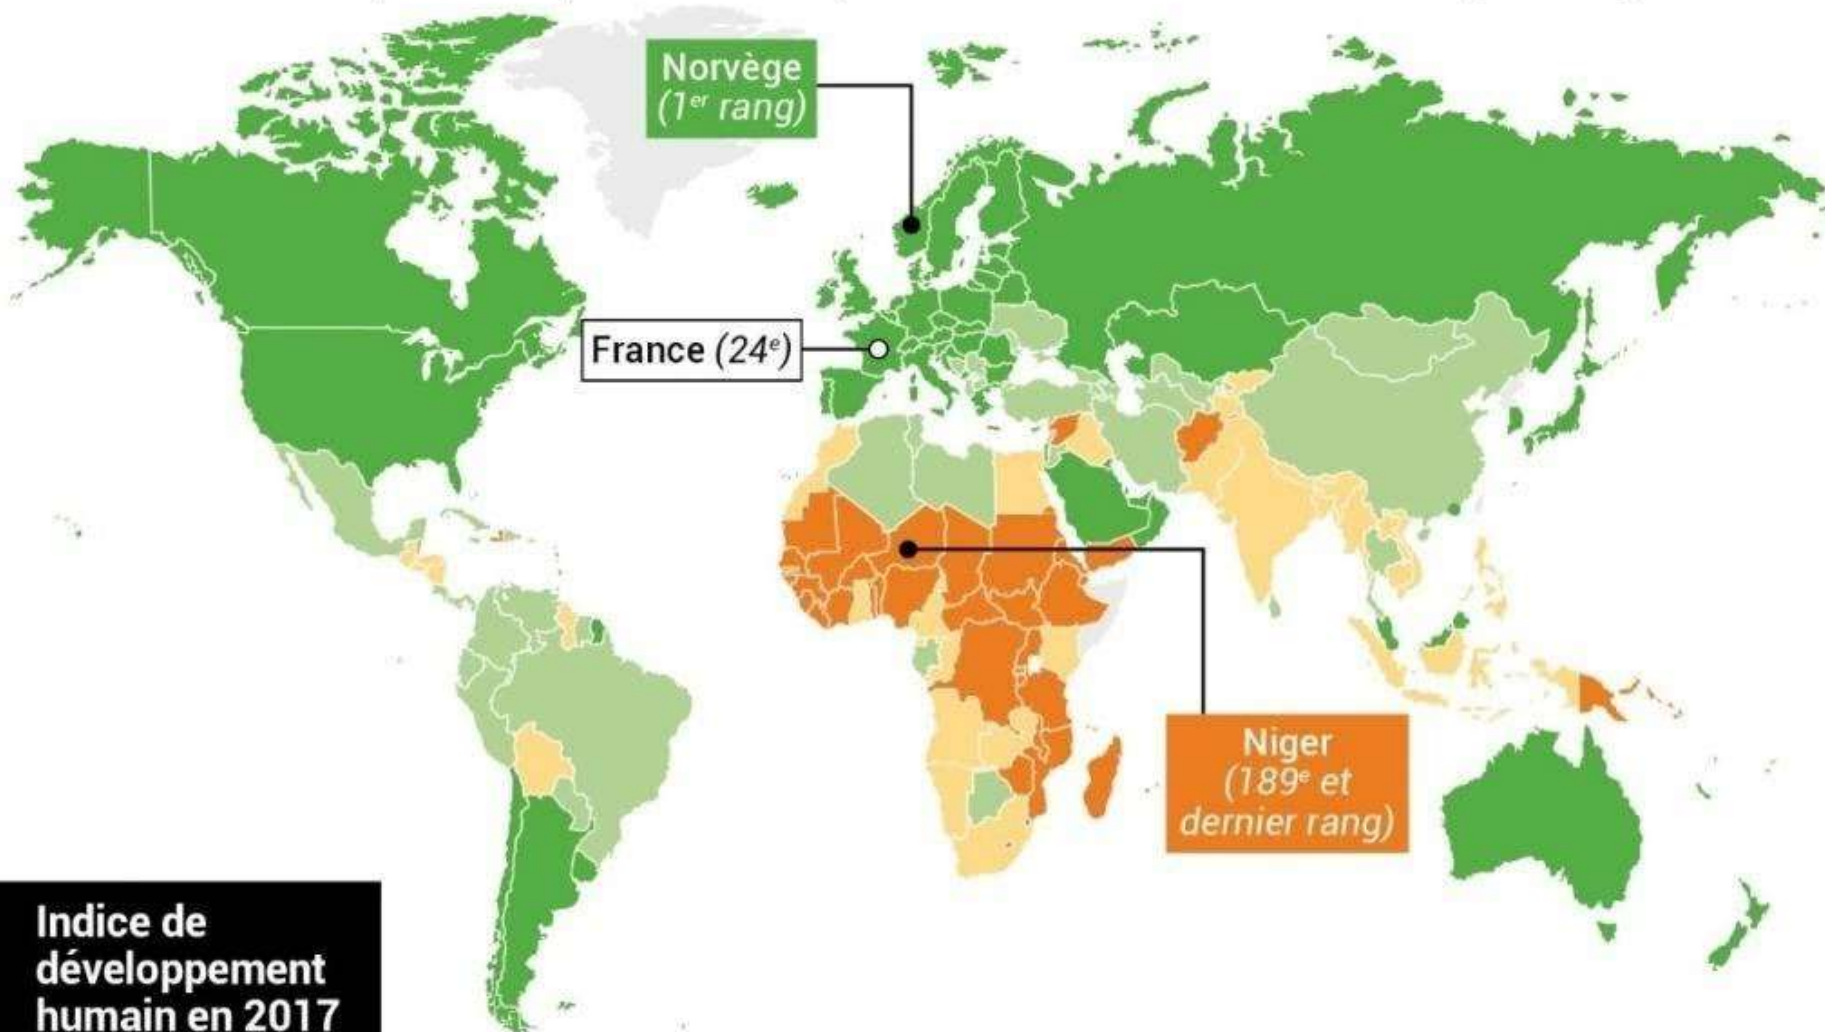 Norvège
(1er rang)
France (24e)
Niger
(189e et
dernier rang)
Indice de
développement
humain en 2017